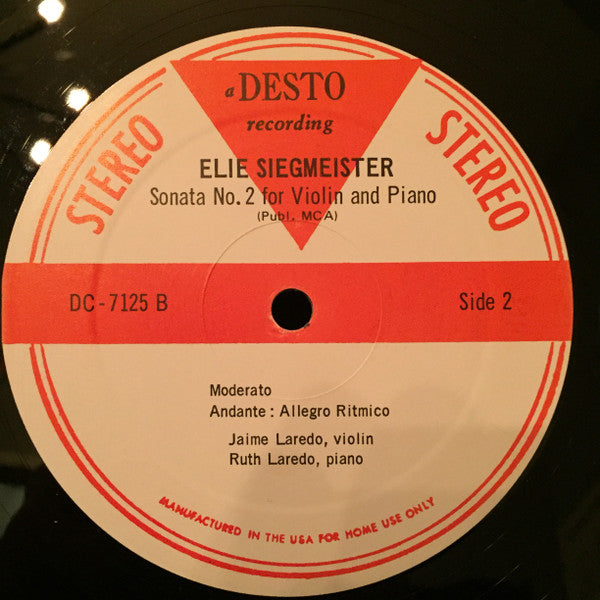 a DESTO
recording
STEREO
STEREO
ELIE SIEGMEISTER
Sonata No. 2 for Violin and Piano
(Publ. MCA)
DC-7125 B
Side 2
Moderato
Andante : Allegro Ritmico
Jaime Laredo, violin
Ruth Laredo, piano
MANUFACTURED IN THE USA FOR HOME USE ONLY